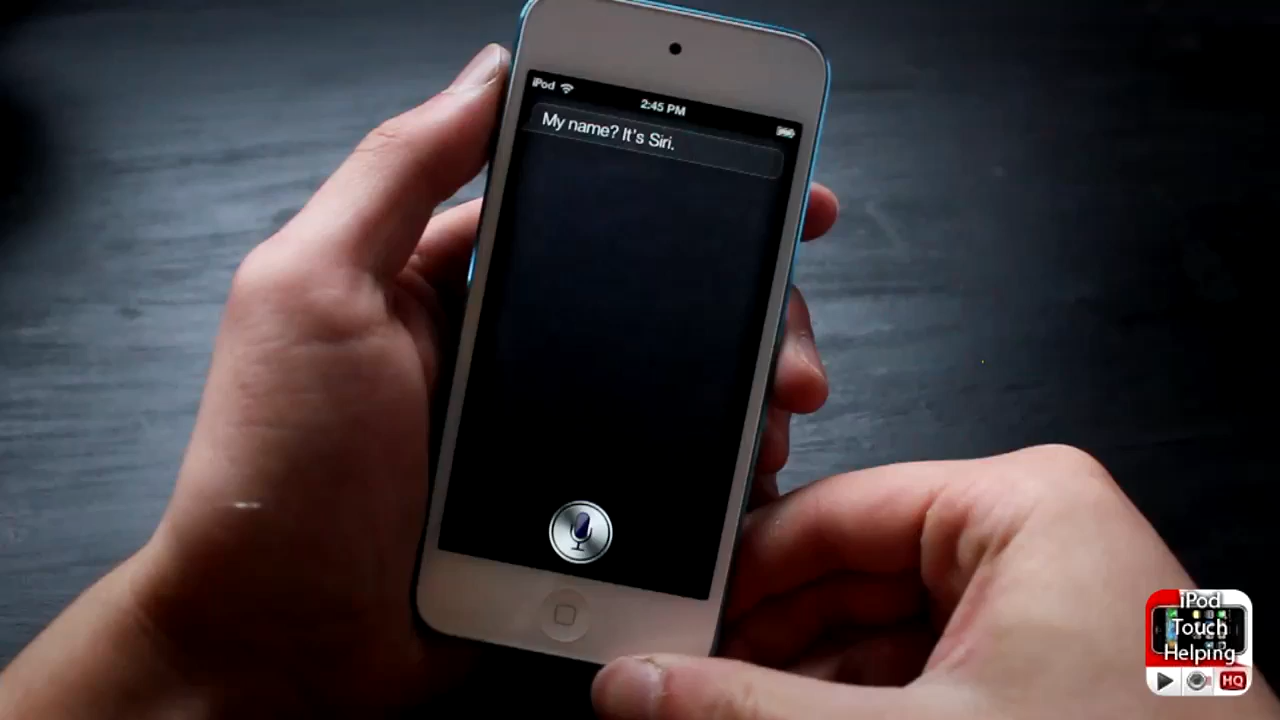 iPod
2:45 PM
My name? It's Siri.
iPod
Touch
Helping
HQ